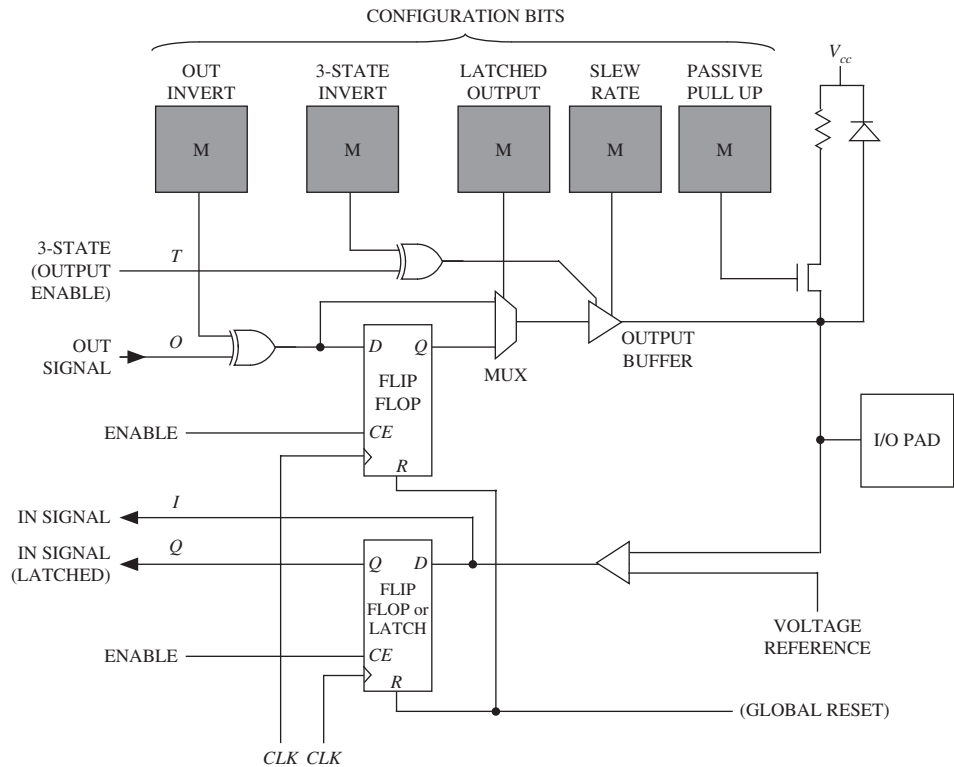 CONFIGURATION BITS
OUT
INVERT
3-STATE
INVERT
LATCHED
OUTPUT
SLEW
RATE
PASSIVE
PULL UP
Vcc
M
M
M
M
M
3-STATE
(OUTPUT
ENABLE)
T
OUT
SIGNAL
O
D
Q
FLIP
FLOP
CE
R
MUX
OUTPUT
BUFFER
I/O PAD
ENABLE
IN SIGNAL
I
IN SIGNAL
(LATCHED)
Q
Q
D
FLIP
FLOP or
LATCH
CE
R
ENABLE
VOLTAGE
REFERENCE
(GLOBAL RESET)
CLK
CLK